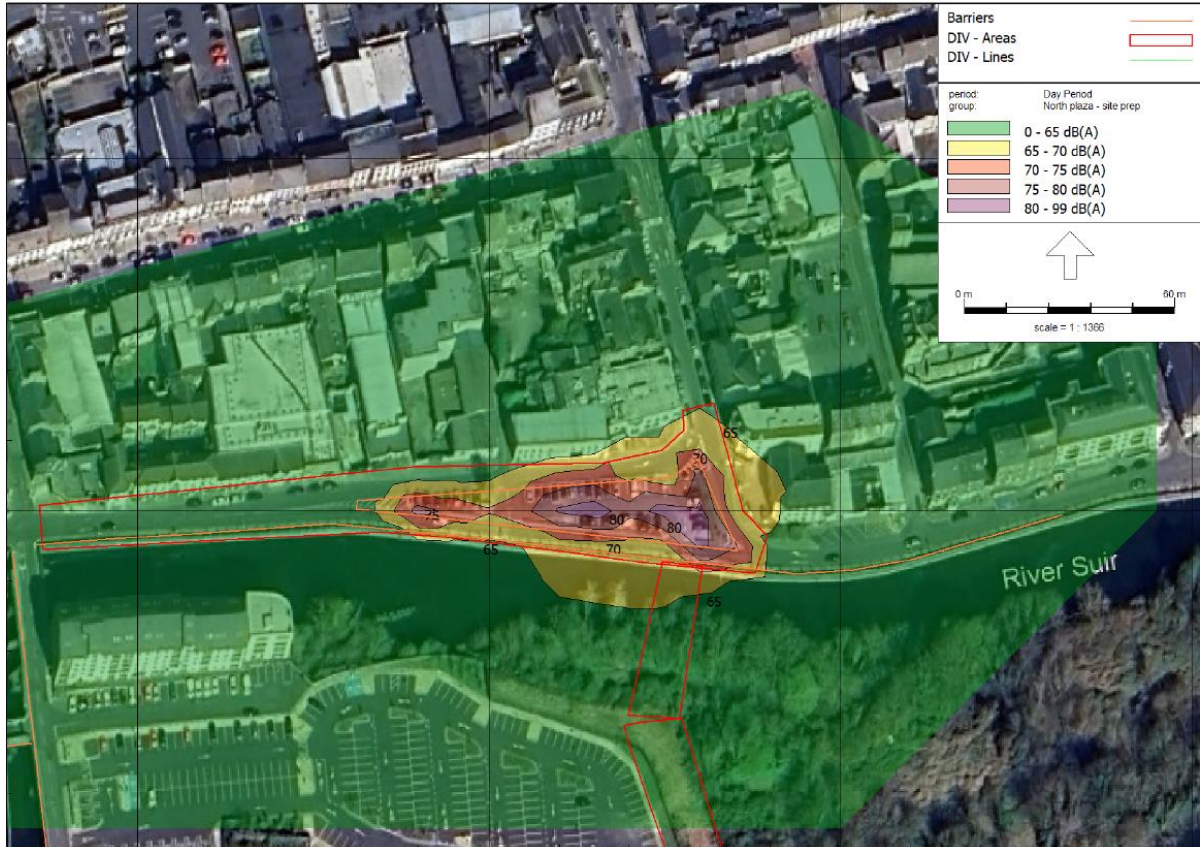 Barriers
DIV - Areas
DIV - Lines
period: Day Period
group: North plaza - site prep
0 - 65 dB(A)
65 - 70 dB(A)
70 - 75 dB(A)
75 - 80 dB(A)
80 - 99 dB(A)
0 m 60 m
scale = 1 : 1366
65
70
75
80
80
65
70
River Suir
65